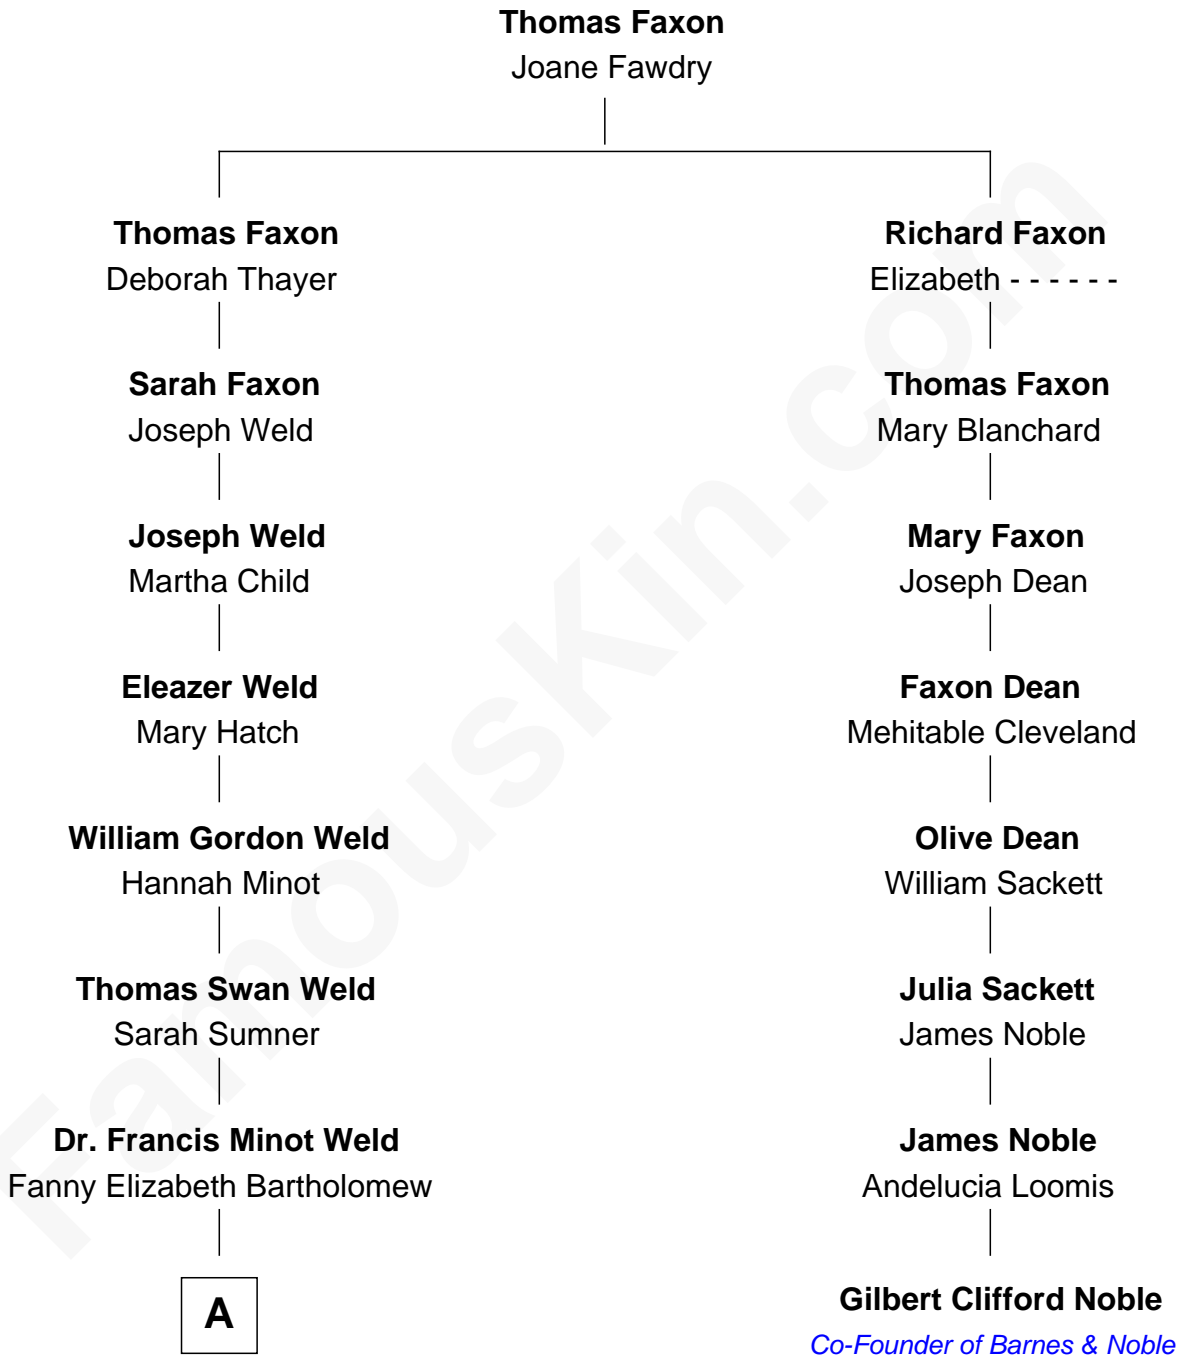 Thomas Faxon
Joane Fawdry
Thomas Faxon
Deborah Thayer
Sarah Faxon
Joseph Weld
Joseph Weld
Martha Child
Eleazer Weld
Mary Hatch
William Gordon Weld
Hannah Minot
Thomas Swan Weld
Sarah Sumner
Dr. Francis Minot Weld
Fanny Elizabeth Bartholomew
A
Richard Faxon
Elizabeth - - - - - -
Thomas Faxon
Mary Blanchard
Mary Faxon
Joseph Dean
Faxon Dean
Mehitable Cleveland
Olive Dean
William Sackett
Julia Sackett
James Noble
James Noble
Andelucia Loomis
Gilbert Clifford Noble
Co-Founder of Barnes & Noble
FamousKin.com